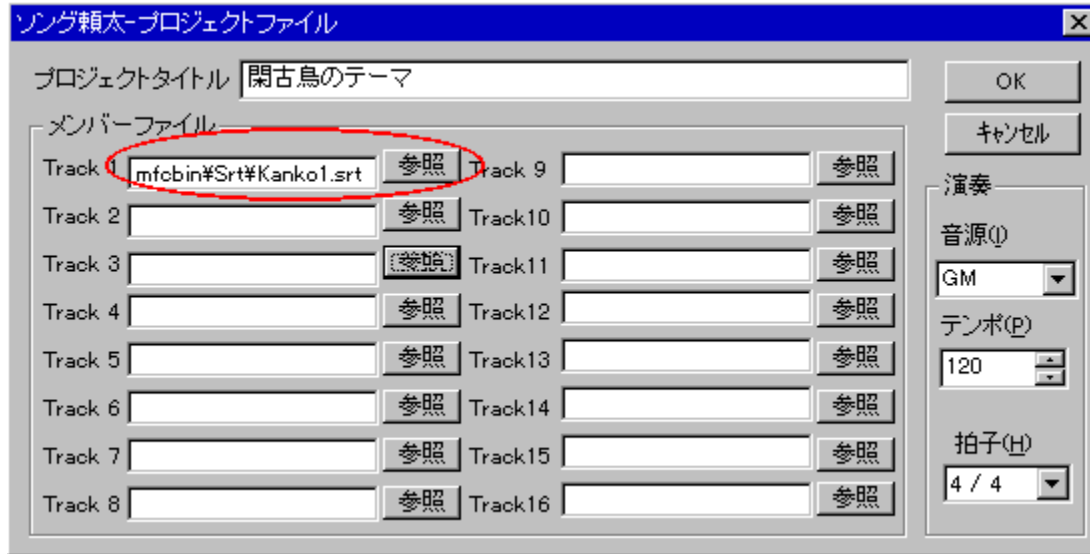 ソング頼太-プロジェクトファイル
プロジェクトタイトル 閑古鳥のテーマ
OK
キャンセル
メンバーファイル
Track 1 mfcbin¥Srt¥Kanko1.srt 参照
Track 2 参照
Track 3 参照
Track 4 参照
Track 5 参照
Track 6 参照
Track 7 参照
Track 8 参照
Track 9 参照
Track10 参照
Track11 参照
Track12 参照
Track13 参照
Track14 参照
Track15 参照
Track16 参照
演奏
音源(I)
GM
テンポ(P)
120
拍子(H)
4 / 4